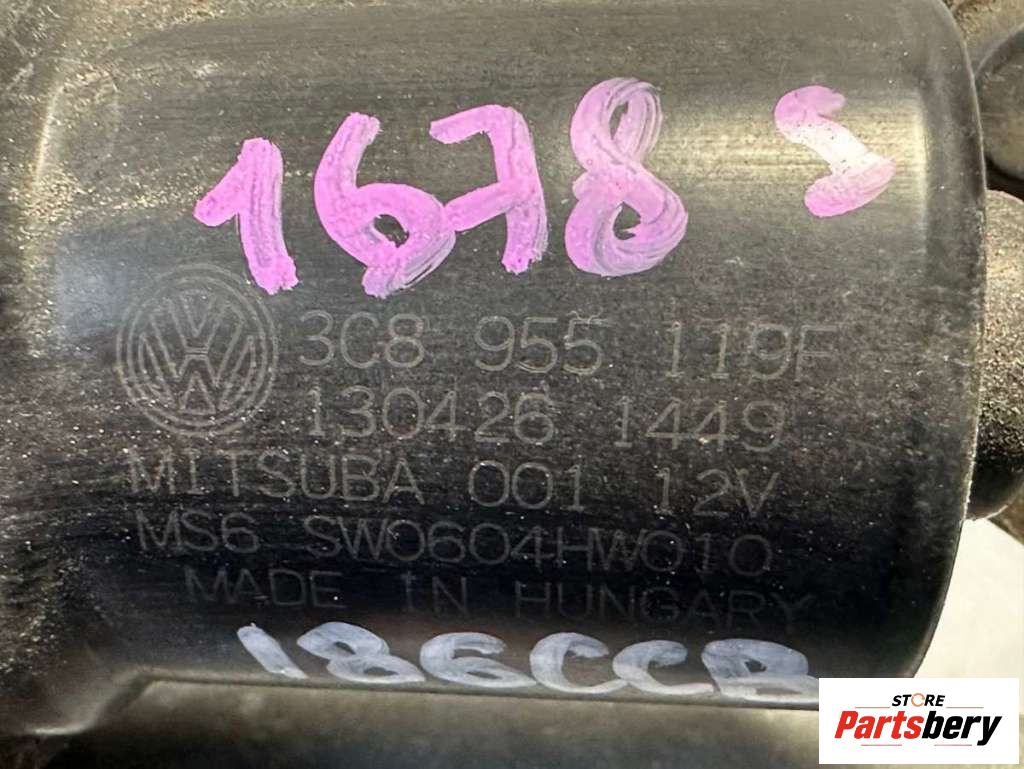 1678 S
3C8 955 119F
130426 1449
MITSUBA 001 12V
MS6 SW0604HW010
MADE IN HUNGARY
186CCB
STORE
Partsbery